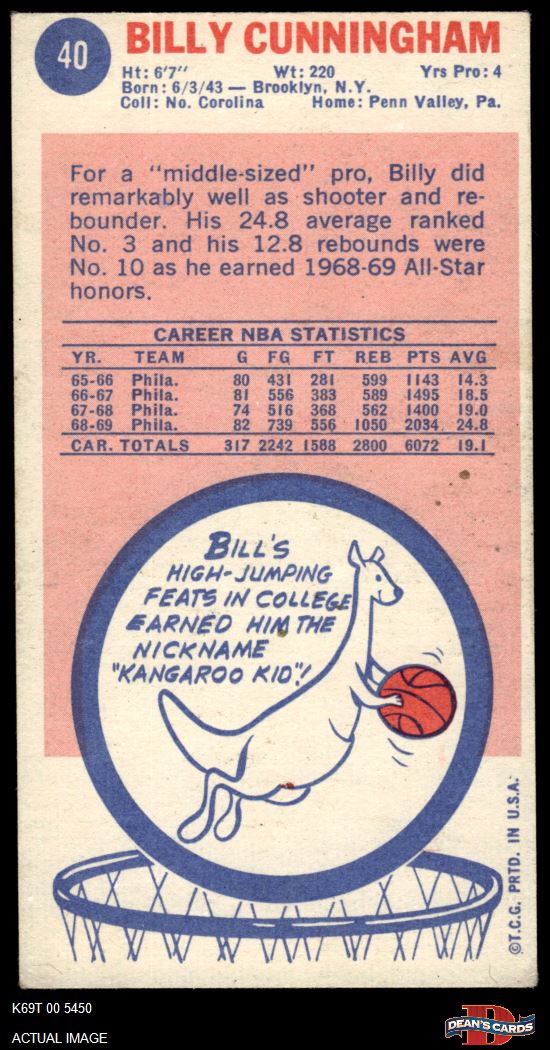 40
BILLY CUNNINGHAM
Ht: 6'7" Wt: 220 Yrs Pro: 4
Born: 6/3/43 — Brooklyn, N.Y.
Coll: No. Corolina Home: Penn Valley, Pa.
For a "middle-sized" pro, Billy did
remarkably well as shooter and re-
bounder. His 24.8 average ranked
No. 3 and his 12.8 rebounds were
No. 10 as he earned 1968-69 All-Star
honors.
CAREER NBA STATISTICS
YR. TEAM G FG FT REB PTS AVG
65-66 Phila. 80 431 281 599 1143 14.3
66-67 Phila. 81 556 383 589 1495 18.5
67-68 Phila. 74 516 368 562 1400 19.0
68-69 Phila. 82 739 556 1050 2034 24.8
CAR. TOTALS 317 2242 1588 2800 6072 19.1
BILL'S
HIGH-JUMPING
FEATS IN COLLEGE
EARNED HIM THE
NICKNAME
"KANGAROO KID"!
©T.C.G. PRTD. IN U.S.A.
K69T 00 5450
ACTUAL IMAGE
D
DEAN'S CARDS